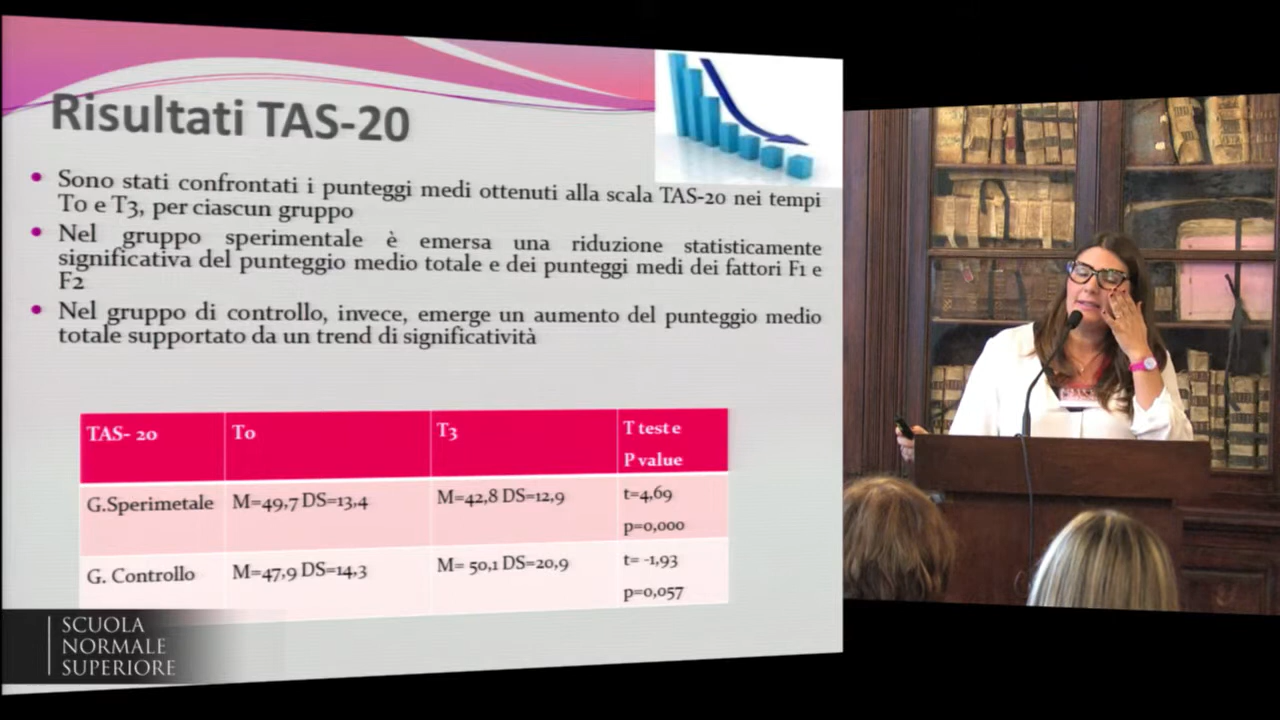 Risultati TAS-20
Sono stati confrontati i punteggi medi ottenuti alla scala TAS-20 nei tempi
T0 e T3, per ciascun gruppo
Nel gruppo sperimentale è emersa una riduzione statisticamente
significativa del punteggio medio totale e dei punteggi medi dei fattori F1 e
F2
Nel gruppo di controllo, invece, emerge un aumento del punteggio medio
totale supportato da un trend di significatività
TAS- 20 T0 T3 T test e
P value
G.Sperimetale M=49,7 DS=13,4 M=42,8 DS=12,9 t=4,69
p=0,000
G. Controllo M=47,9 DS=14,3 M= 50,1 DS=20,9 t= -1,93
p=0,057
SCUOLA
NORMALE
SUPERIORE